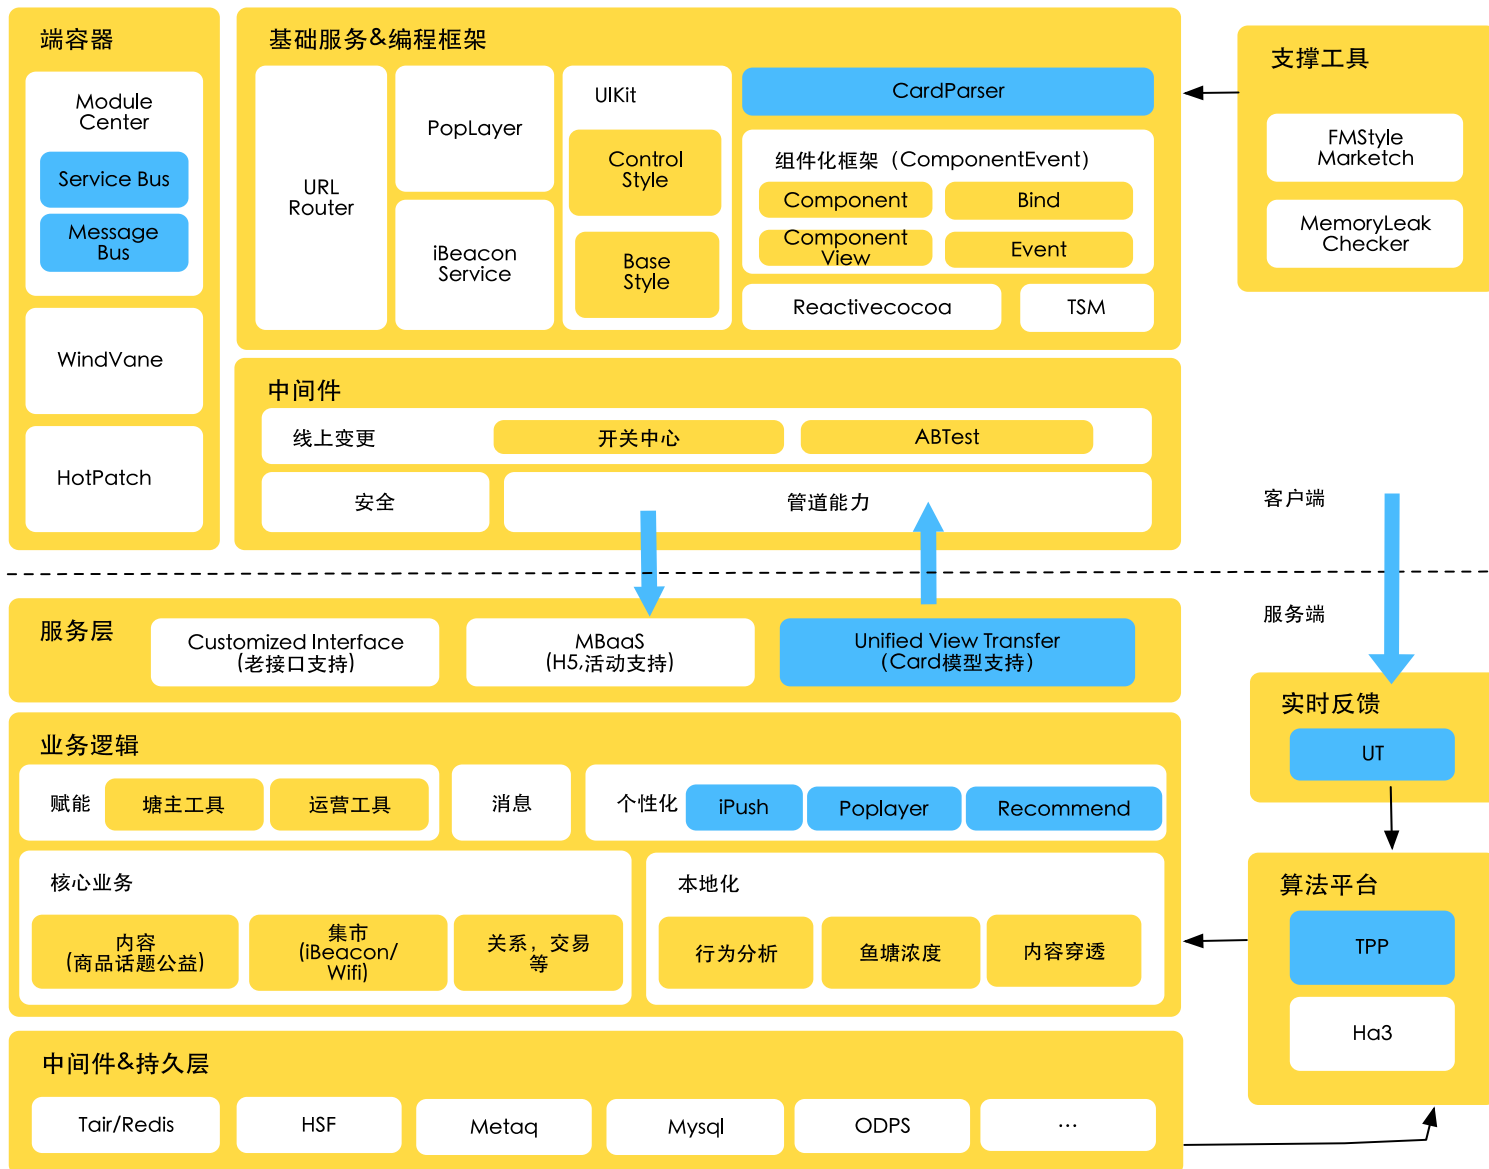 端容器
Module
Center
Service Bus
Message
Bus
WindVane
HotPatch
基础服务&编程框架
URL
Router
PopLayer
iBeacon
Service
UIKit
Control
Style
Base
Style
CardParser
组件化框架（ComponentEvent）
Component
Bind
Component
View
Event
Reactivecocoa
TSM
支撑工具
FMStyle
Marketch
MemoryLeak
Checker
中间件
线上变更
开关中心
ABTest
安全
管道能力
客户端
服务端
服务层
Customized Interface
(老接口支持)
MBaaS
(H5,活动支持)
Unified View Transfer
（Card模型支持）
业务逻辑
赋能
塘主工具
运营工具
消息
个性化
iPush
Poplayer
Recommend
核心业务
内容
(商品话题公益)
集市
(iBeacon/
Wifi)
关系，交易
等
本地化
行为分析
鱼塘浓度
内容穿透
实时反馈
UT
算法平台
TPP
Ha3
中间件&持久层
Tair/Redis
HSF
Metaq
Mysql
ODPS
...